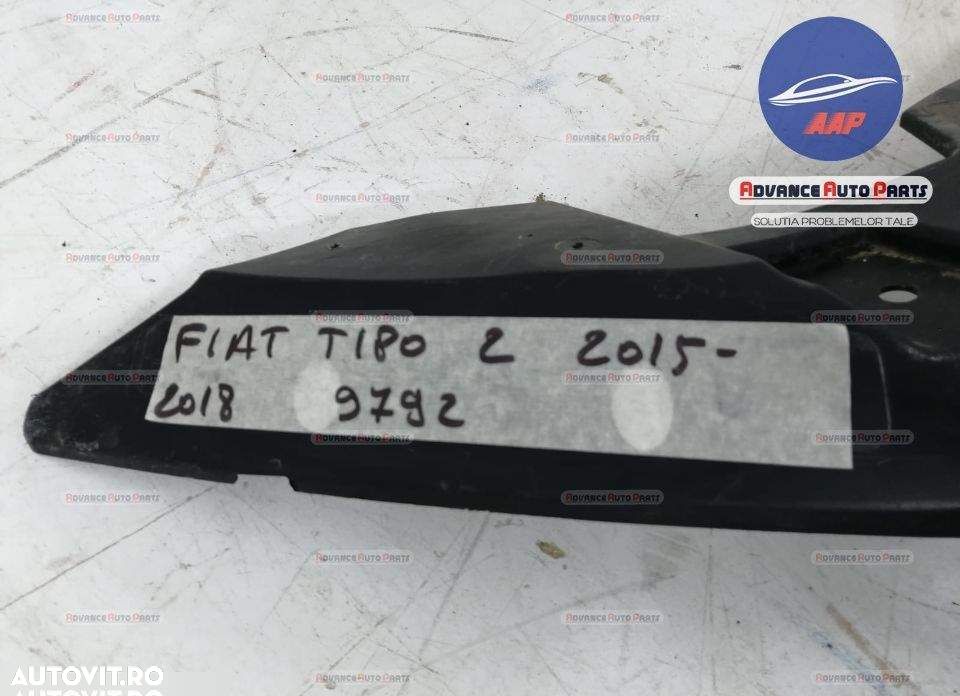 AAP
ADVANCE AUTO PARTS
SOLUTIA PROBLEMELOR TALE
FIAT TIPO 2 2015-
2018 9792
AUTOVIT.RO